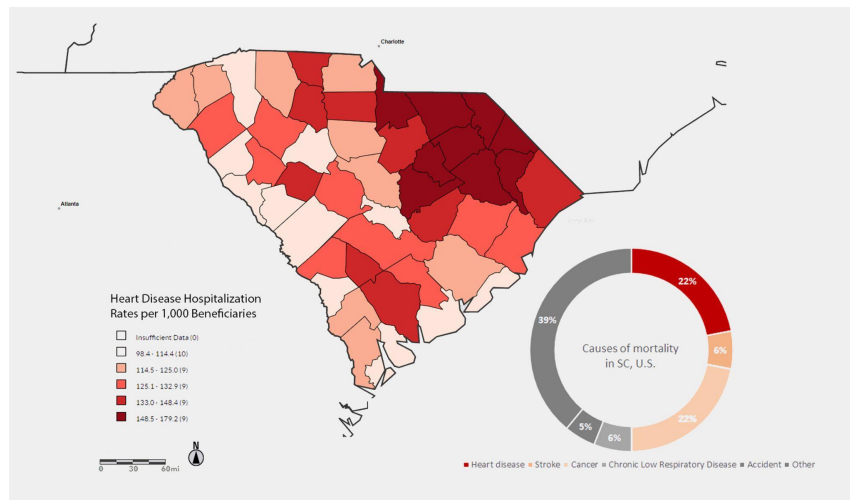 Charlotte
Atlanta
Heart Disease Hospitalization
Rates per 1,000 Beneficiaries
Insufficient Data (0)
98.4 - 114.4 (10)
114.5 - 125.0 (9)
125.1 - 132.9 (9)
133.0 - 148.4 (9)
148.5 - 179.2 (9)
0 30 60mi
N
Causes of mortality
in SC, U.S.
22%
6%
22%
6%
5%
39%
Heart disease Stroke Cancer Chronic Low Respiratory Disease Accident Other